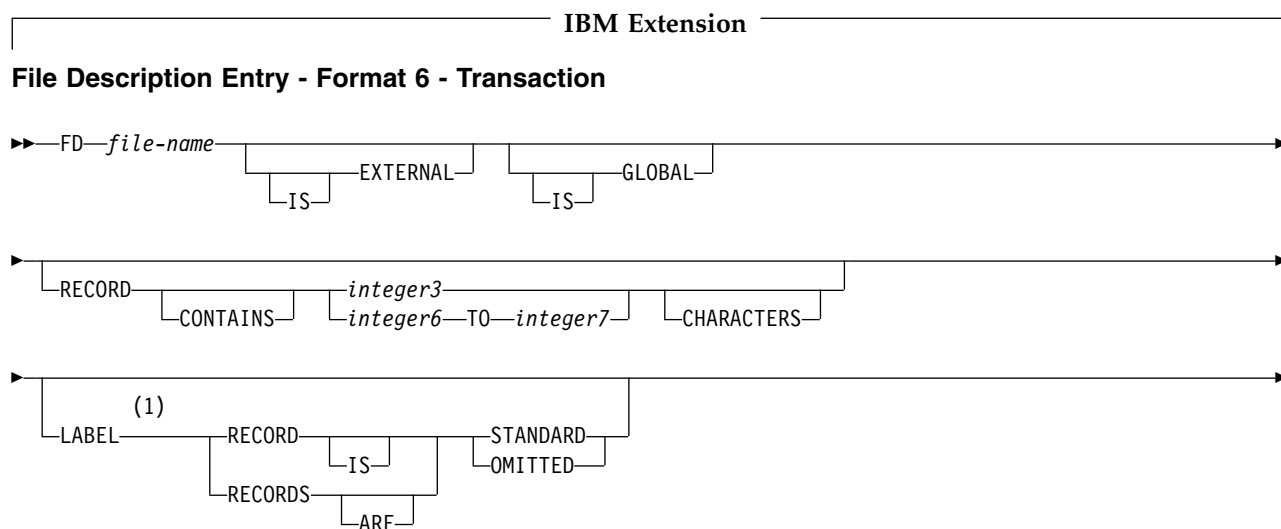 IBM Extension
File Description Entry - Format 6 - Transaction
FD file-name EXTERNAL GLOBAL
IS IS
RECORD integer3
CONTAINS integer6 TO integer7 CHARACTERS
(1)
LABEL RECORD STANDARD
IS OMITTED
RECORDS
ARE